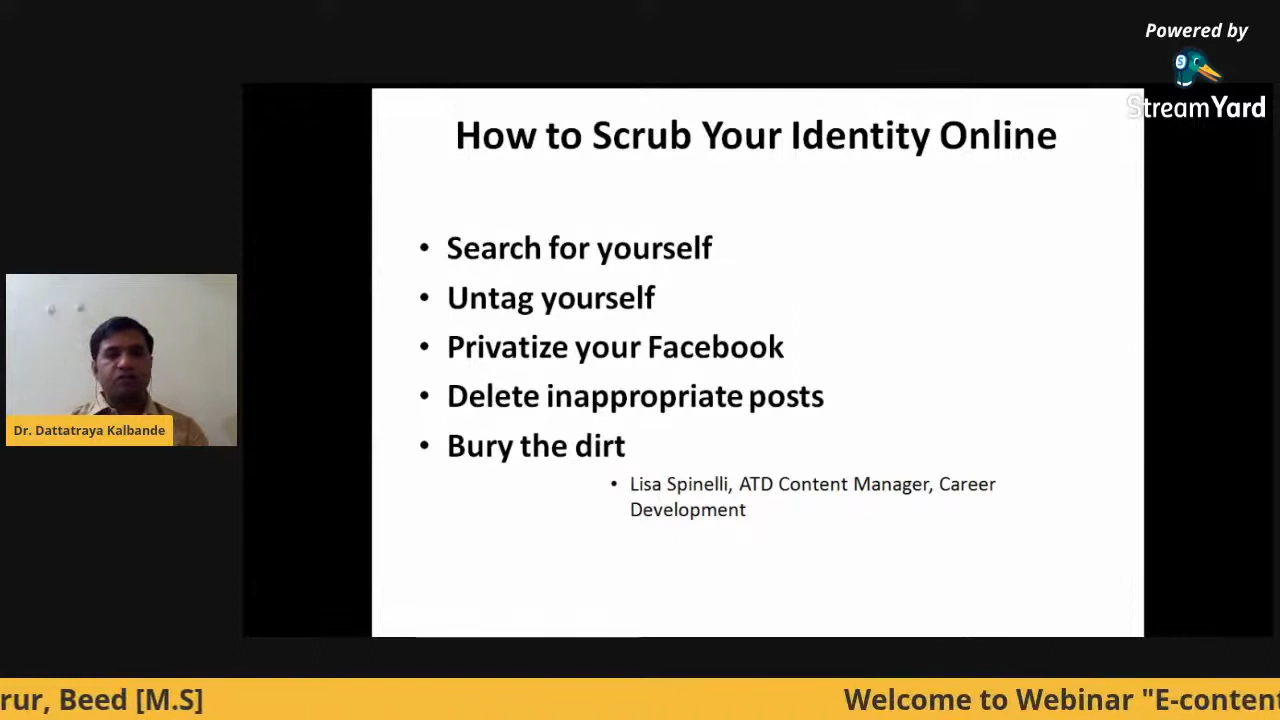 Powered by
StreamYard
How to Scrub Your Identity Online
• Search for yourself
• Untag yourself
• Privatize your Facebook
• Delete inappropriate posts
• Bury the dirt
• Lisa Spinelli, ATD Content Manager, Career
Development
Dr. Dattatraya Kalbande
rur, Beed [M.S]
Welcome to Webinar "E-content